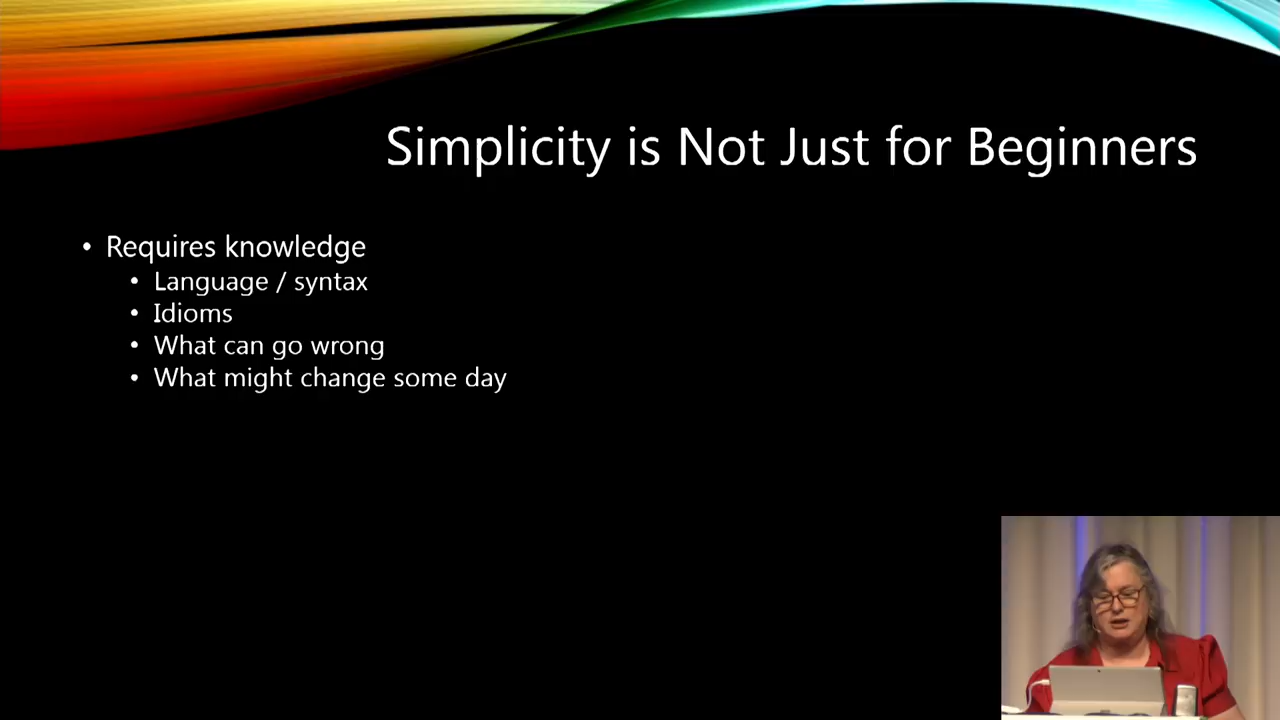 Simplicity is Not Just for Beginners
• Requires knowledge
• Language / syntax
• Idioms
• What can go wrong
• What might change some day